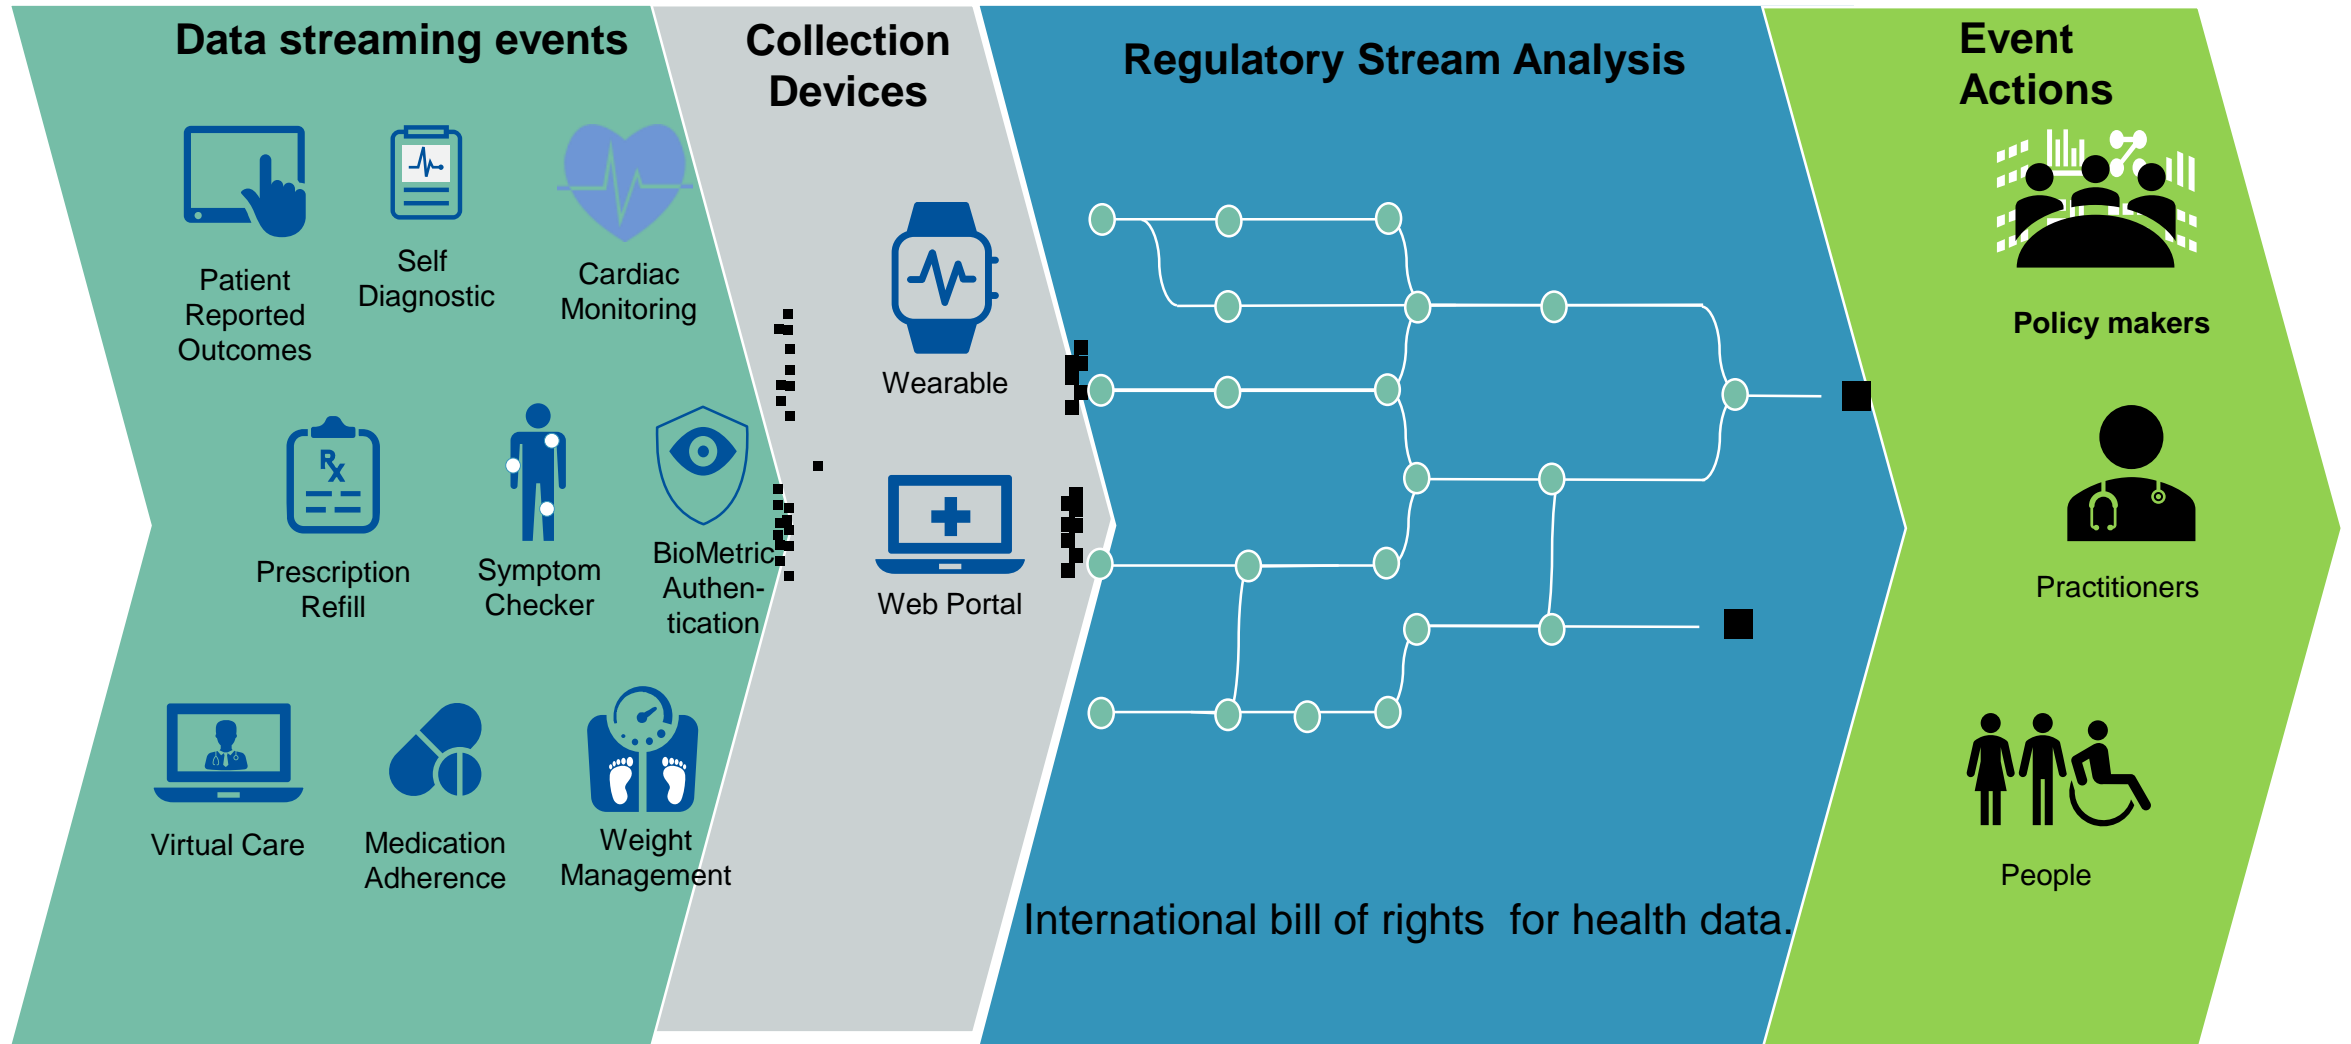 Data streaming events
Patient
Reported
Outcomes
Self
Diagnostic
Cardiac
Monitoring
Rx
Prescription
Refill
Symptom
Checker
BioMetric
Authen-
tication
Virtual Care
Medication
Adherence
Weight
Management
Collection
Devices
Wearable
Web Portal
Regulatory Stream Analysis
International bill of rights  for health data.
Event
Actions
Policy makers
Practitioners
People